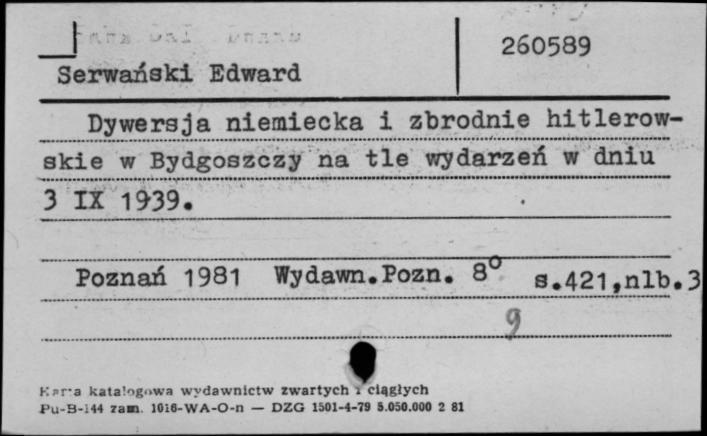 260589
Serwański Edward
Dywersja niemiecka i zbrodnie hitlerow-
skie w Bydgoszczy na tle wydarzeń w dniu
3 IX 1939.
Poznań 1981 Wydawn.Pozn. 8° s.421,nlb.3
9
Karta katalogowa wydawnictw zwartych i ciągłych
Pu-B-144 zam. 1016-WA-O-n — DZG 1501-4-79 5.050.000 2 81